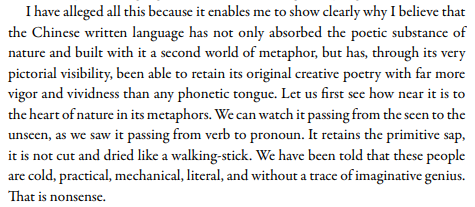 I have alleged all this because it enables me to show clearly why I believe that
the Chinese written language has not only absorbed the poetic substance of
nature and built with it a second world of metaphor, but has, through its very
pictorial visibility, been able to retain its original creative poetry with far more
vigor and vividness than any phonetic tongue. Let us first see how near it is to
the heart of nature in its metaphors. We can watch it passing from the seen to the
unseen, as we saw it passing from verb to pronoun. It retains the primitive sap,
it is not cut and dried like a walking-stick. We have been told that these people
are cold, practical, mechanical, literal, and without a trace of imaginative genius.
That is nonsense.